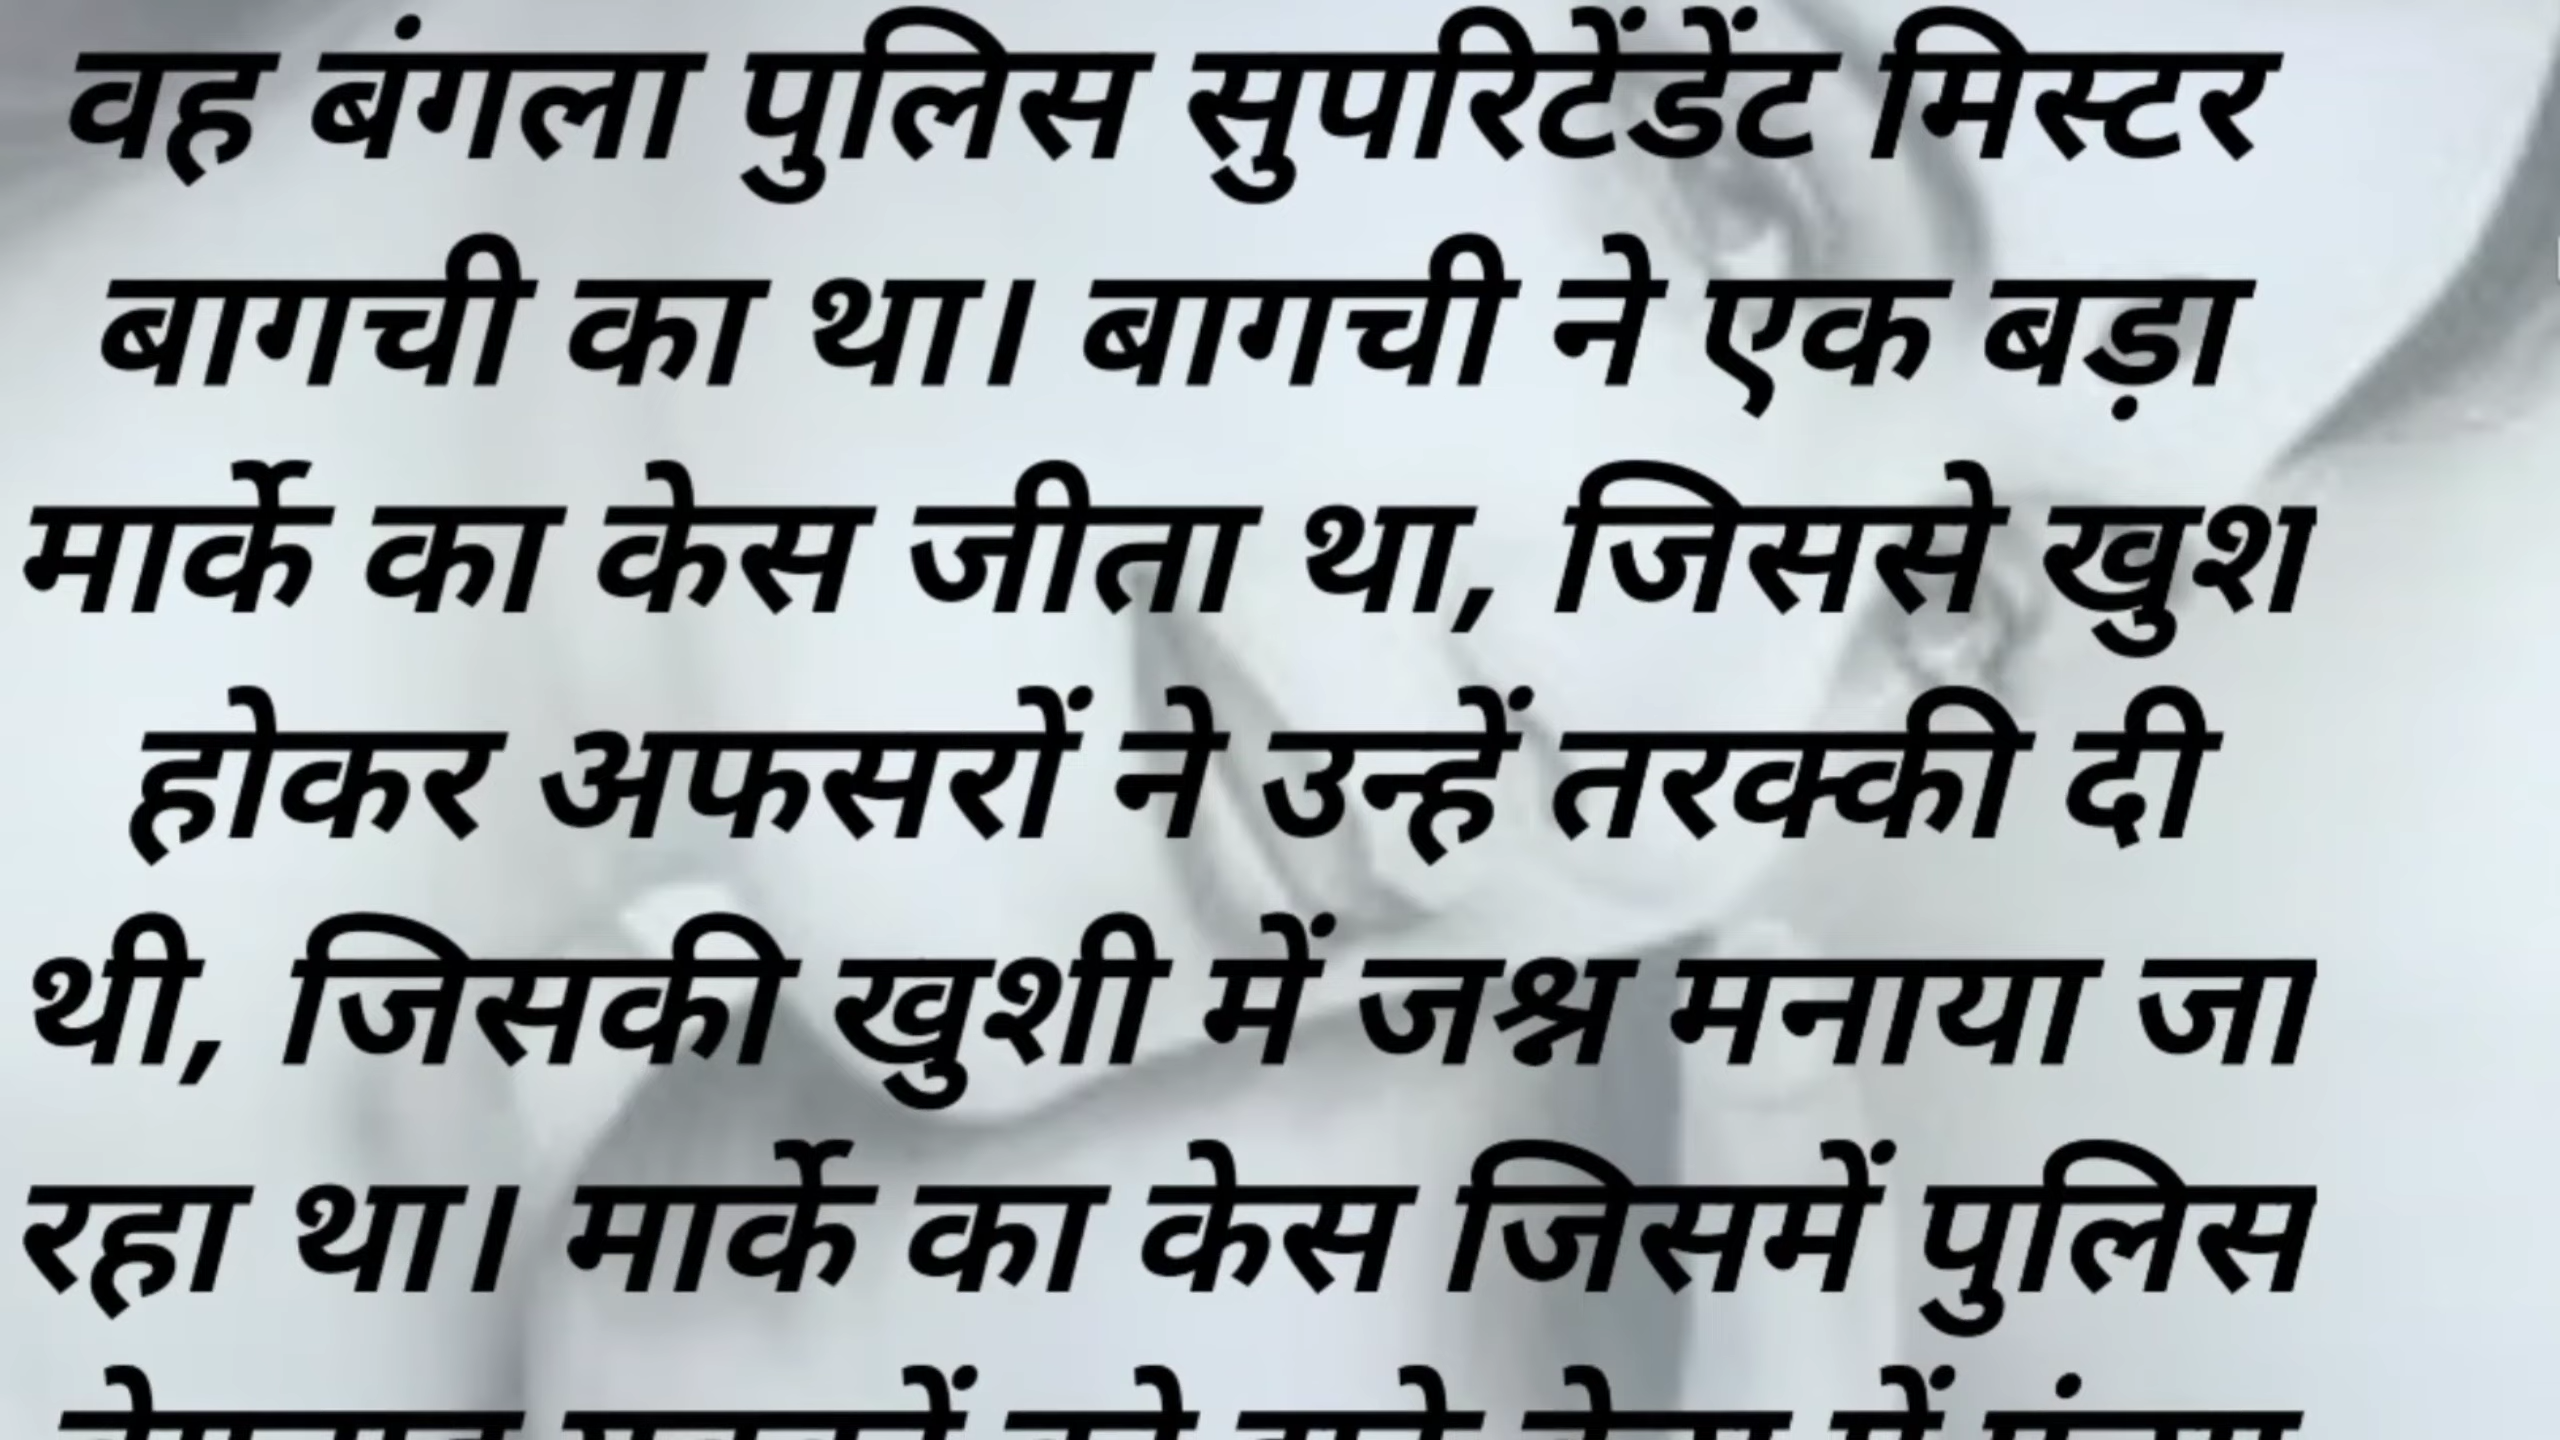 वह बंगला पुलिस सुपरिटेंडेंट मिस्टर
बागची का था। बागची ने एक बड़ा
मार्के का केस जीता था, जिससे खुश
होकर अफसरों ने उन्हें तरक्की दी
थी, जिसकी खुशी में जश्न मनाया जा
रहा था। मार्के का केस जिसमें पुलिस